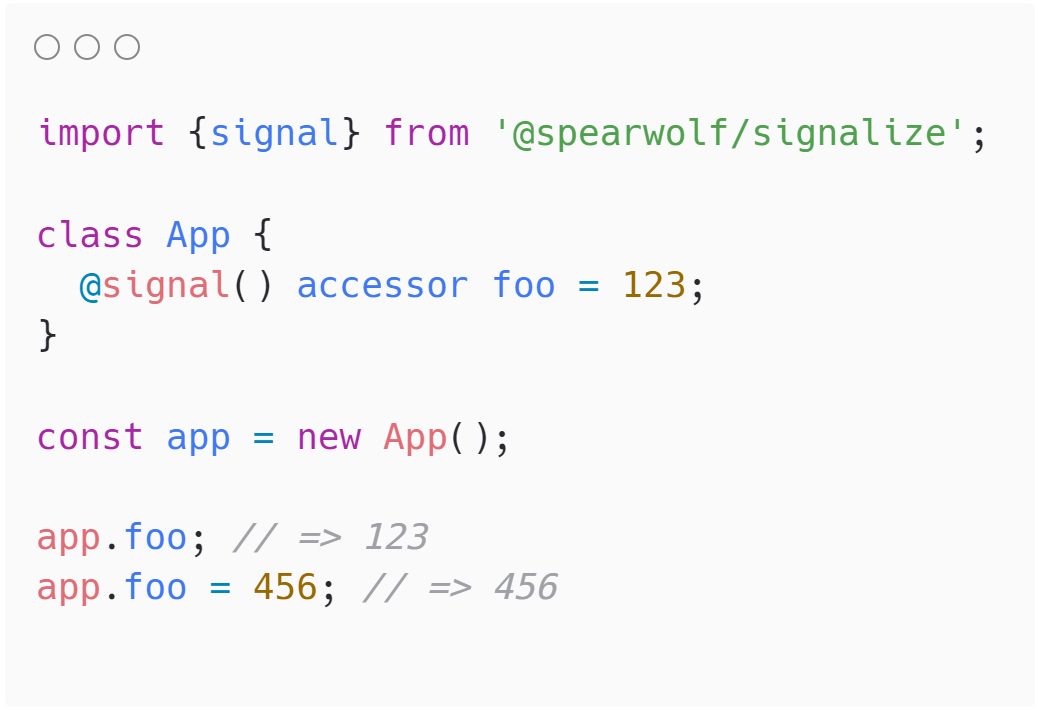 import {signal} from '@spearwolf/signalize';
class App {
  @signal() accessor foo = 123;
}
const app = new App();
app.foo; // => 123
app.foo = 456; // => 456